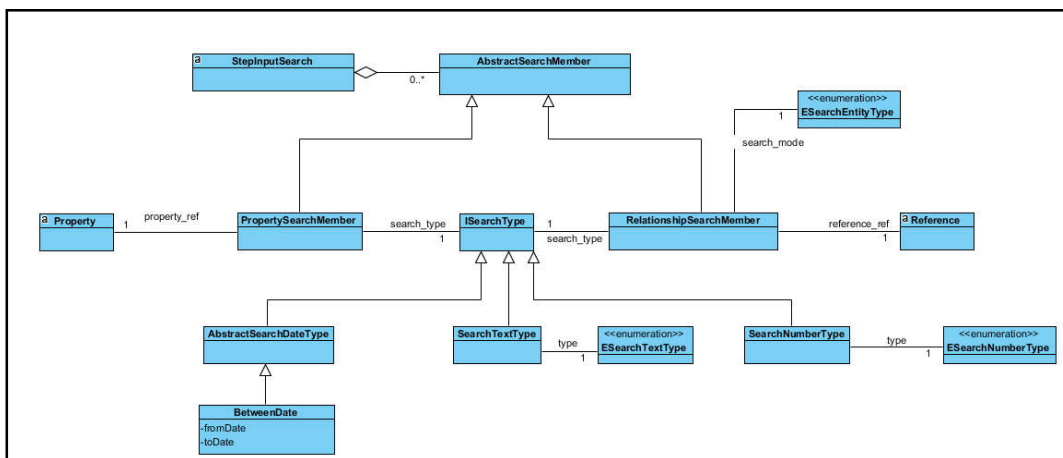 a
StepInputSearch
AbstractSearchMember
0..*
<<enumeration>>
ESearchEntityType
1
search_mode
a
Property
property_ref
1
PropertySearchMember
search_type
1
ISearchType
1
search_type
RelationshipSearchMember
reference_ref
1
a
Reference
AbstractSearchDateType
SearchTextType
type
1
<<enumeration>>
ESearchTextType
SearchNumberType
type
1
<<enumeration>>
ESearchNumberType
BetweenDate
-fromDate
-toDate